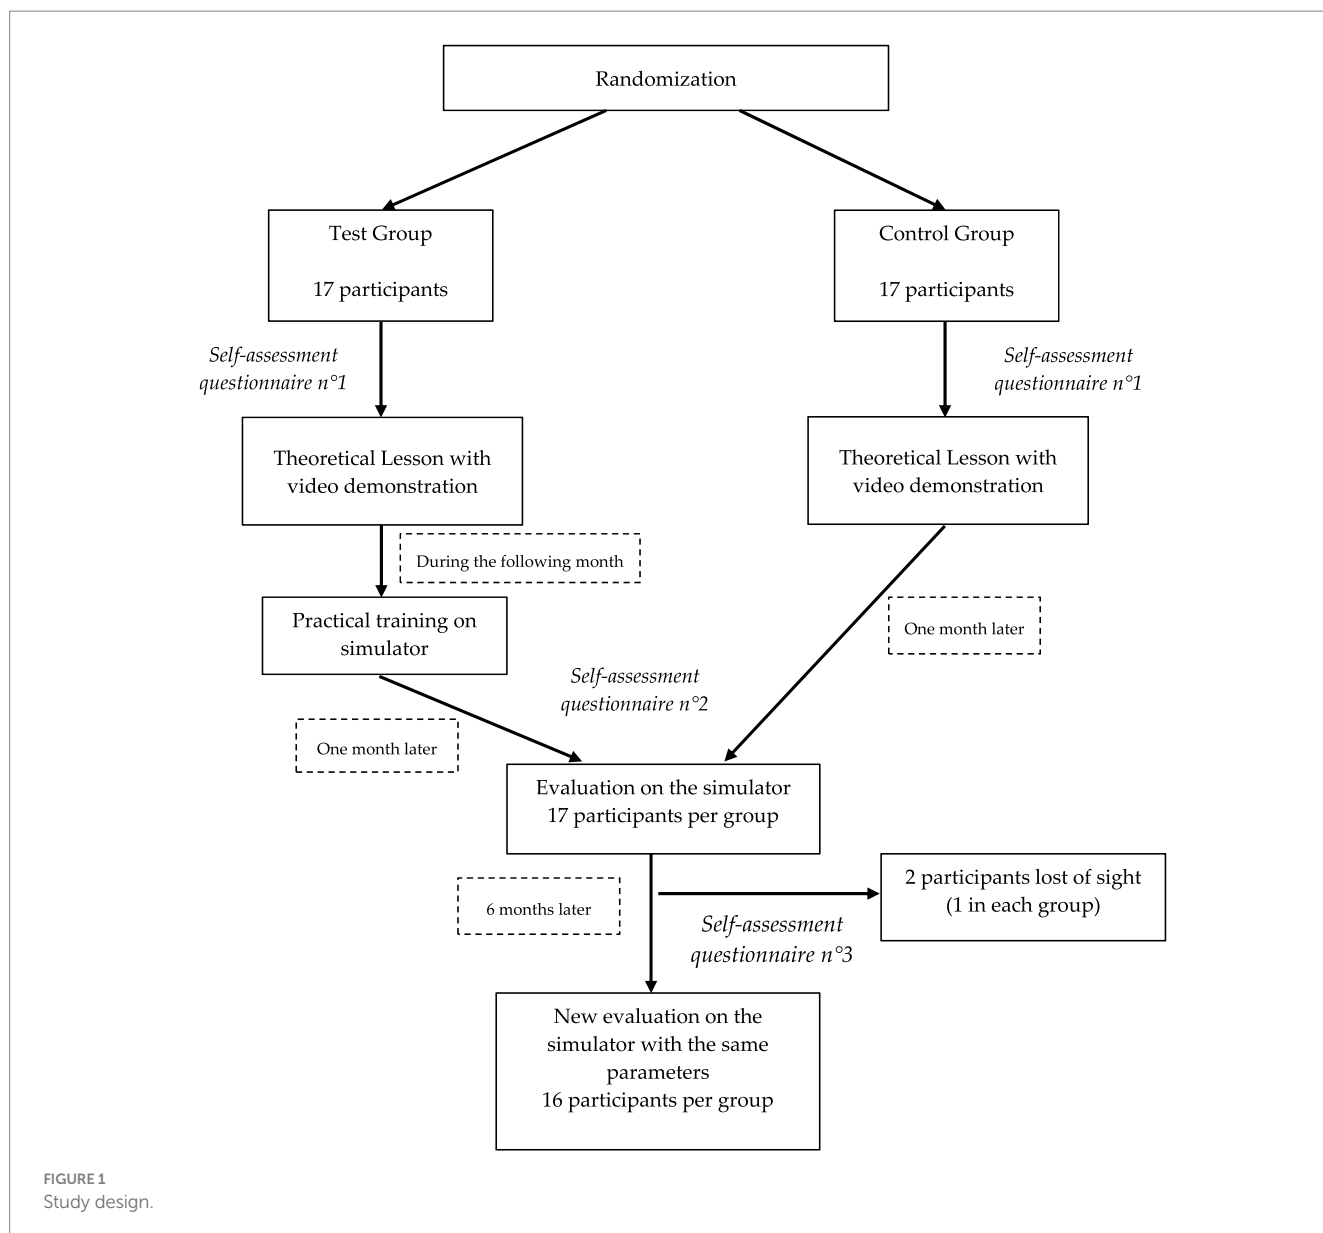 Randomization
Test Group
17 participants
Control Group
17 participants
Self-assessment
questionnaire n°1
Self-assessment
questionnaire n°1
Theoretical Lesson with
video demonstration
Theoretical Lesson with
video demonstration
During the following month
Practical training on
simulator
One month later
Self-assessment
questionnaire n°2
One month later
Evaluation on the simulator
17 participants per group
2 participants lost of sight
(1 in each group)
6 months later
Self-assessment
questionnaire n°3
New evaluation on the
simulator with the same
parameters
16 participants per group
FIGURE 1
Study design.